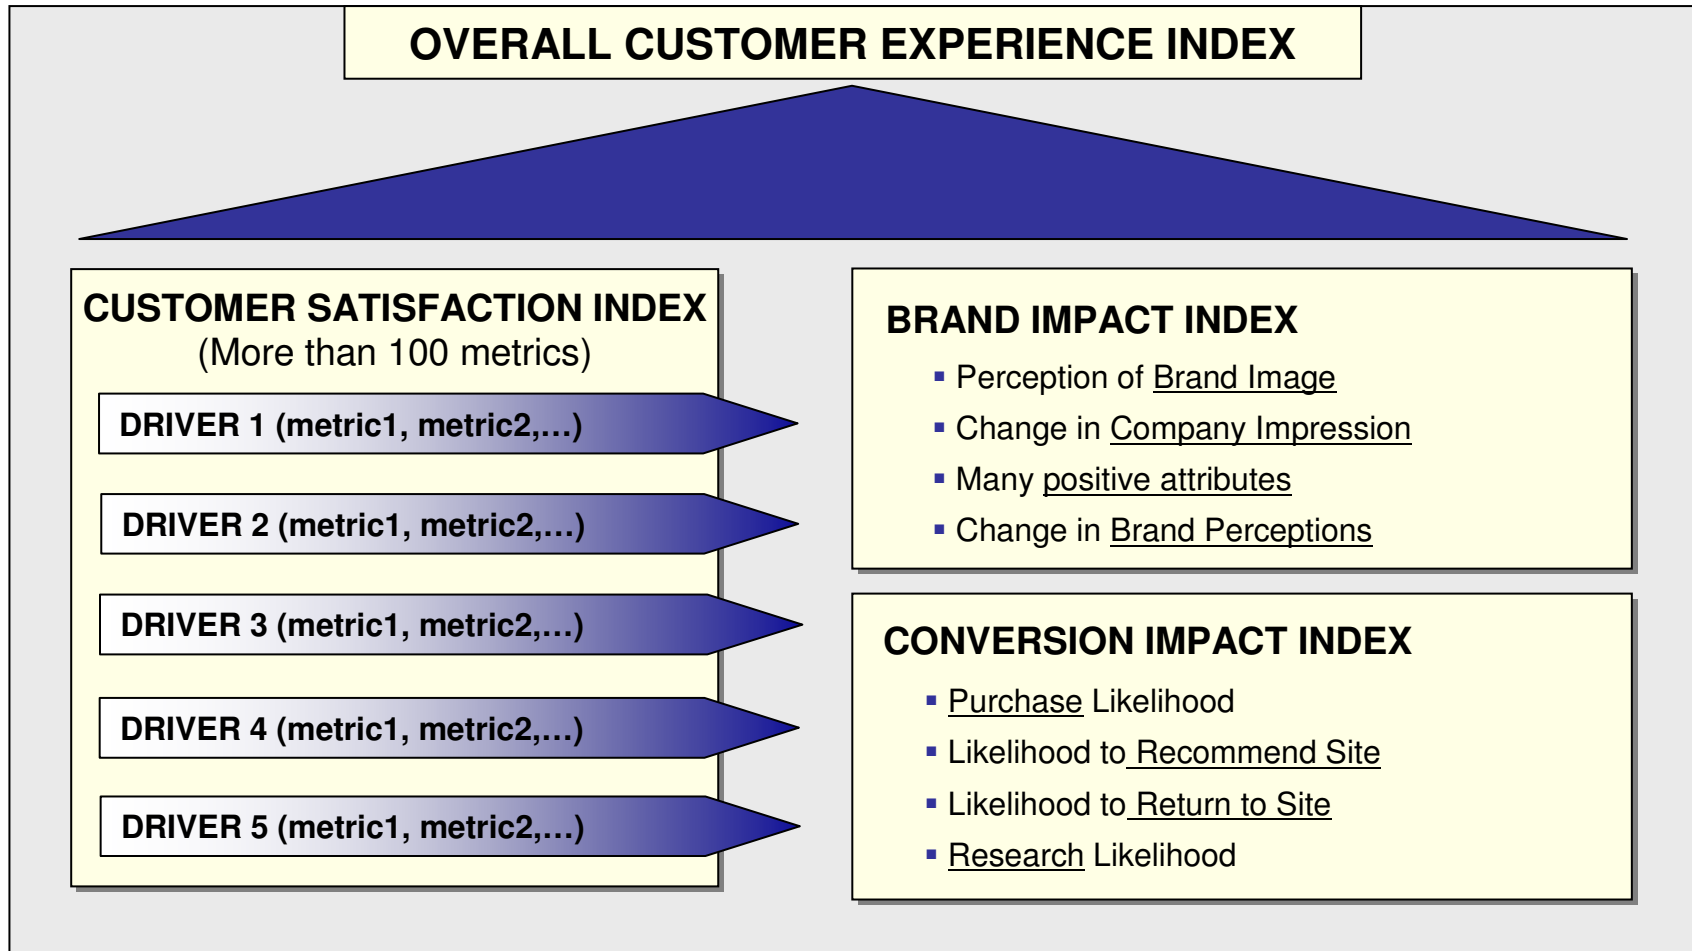 OVERALL CUSTOMER EXPERIENCE INDEX
CUSTOMER SATISFACTION INDEX
(More than 100 metrics)
DRIVER 1 (metric1, metric2,…)
DRIVER 2 (metric1, metric2,…)
DRIVER 3 (metric1, metric2,…)
DRIVER 4 (metric1, metric2,…)
DRIVER 5 (metric1, metric2,…)
BRAND IMPACT INDEX
▪ Perception of Brand Image
▪ Change in Company Impression
▪ Many positive attributes
▪ Change in Brand Perceptions
CONVERSION IMPACT INDEX
▪ Purchase Likelihood
▪ Likelihood to Recommend Site
▪ Likelihood to Return to Site
▪ Research Likelihood